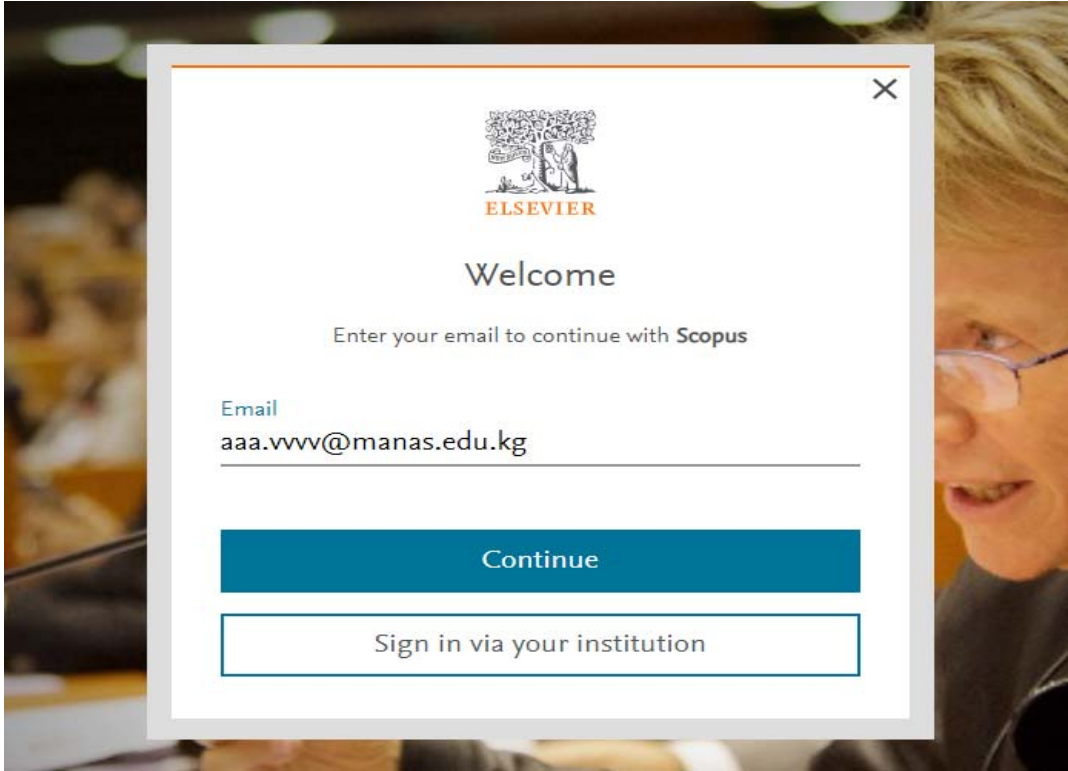 ELSEVIER
Welcome
Enter your email to continue with Scopus
Email
aaa.vvvv@manas.edu.kg
Continue
Sign in via your institution